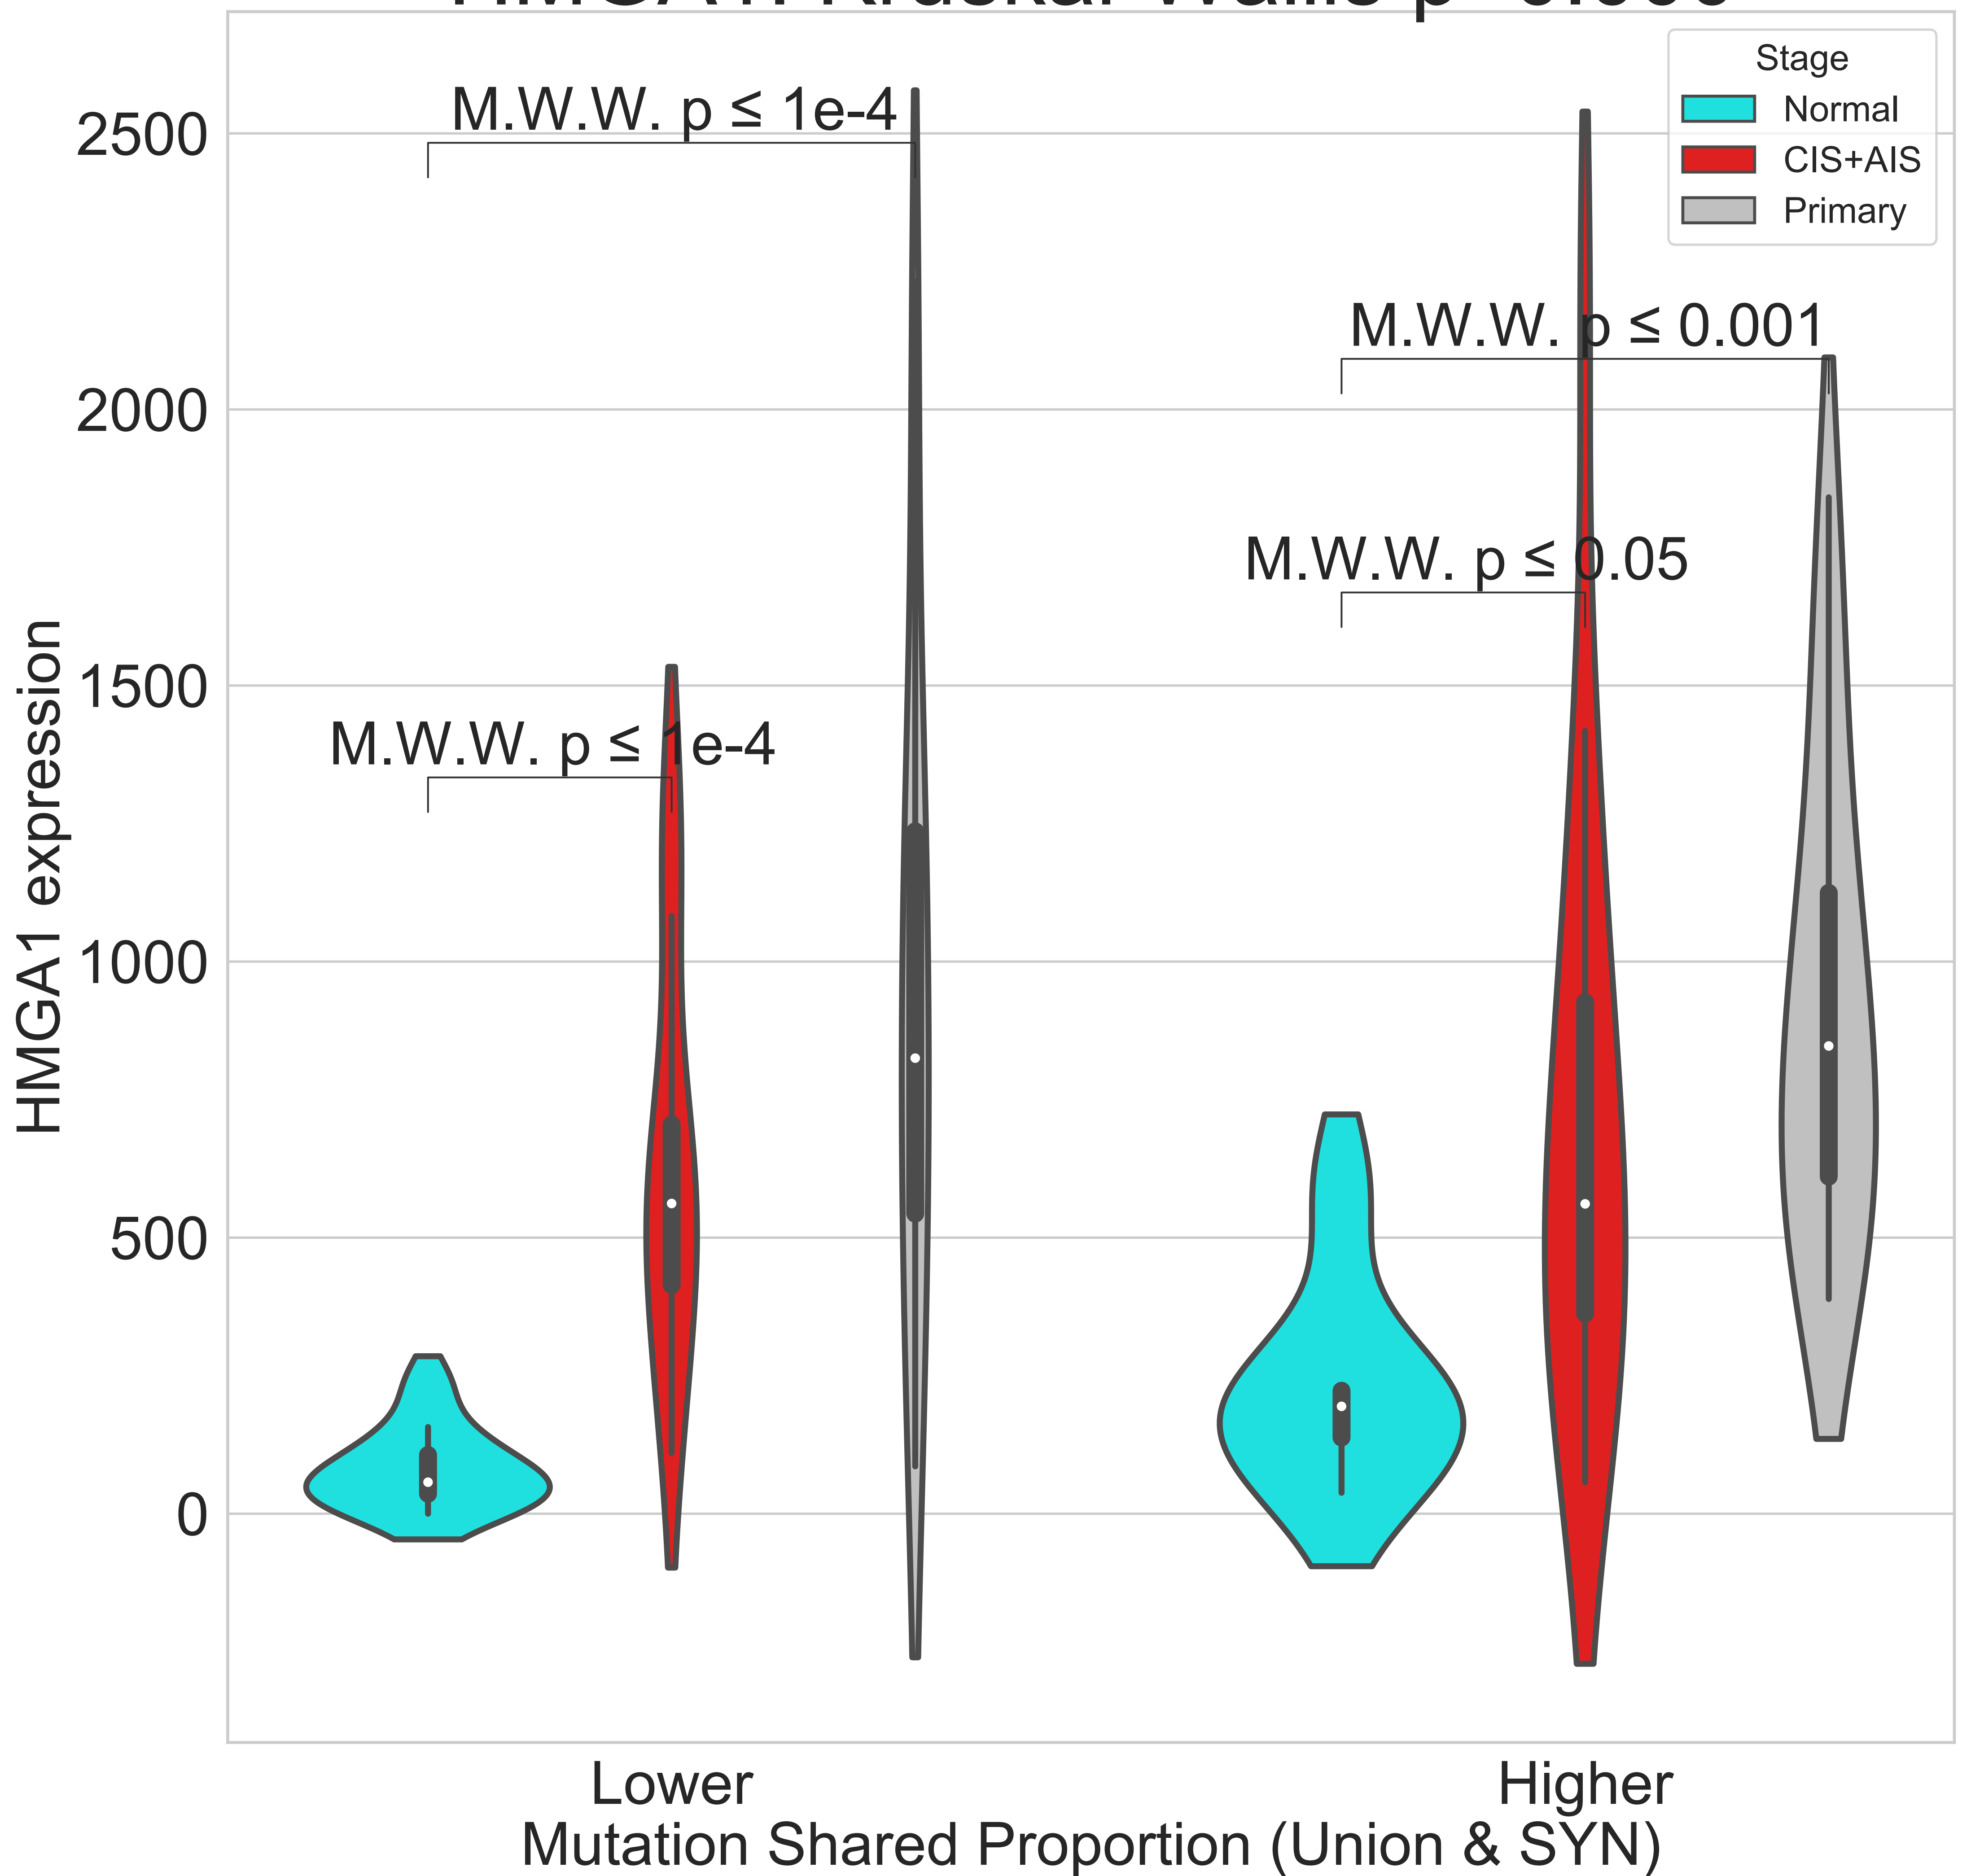 Stage
Normal
CIS+AIS
Primary
M.W.W. p ≤ 1e-4
M.W.W. p ≤ 0.001
M.W.W. p ≤ 0.05
M.W.W. p ≤ 1e-4
2500
2000
1500
1000
500
0
HMGA1 expression
Lower
Higher
Mutation Shared Proportion (Union & SYN)